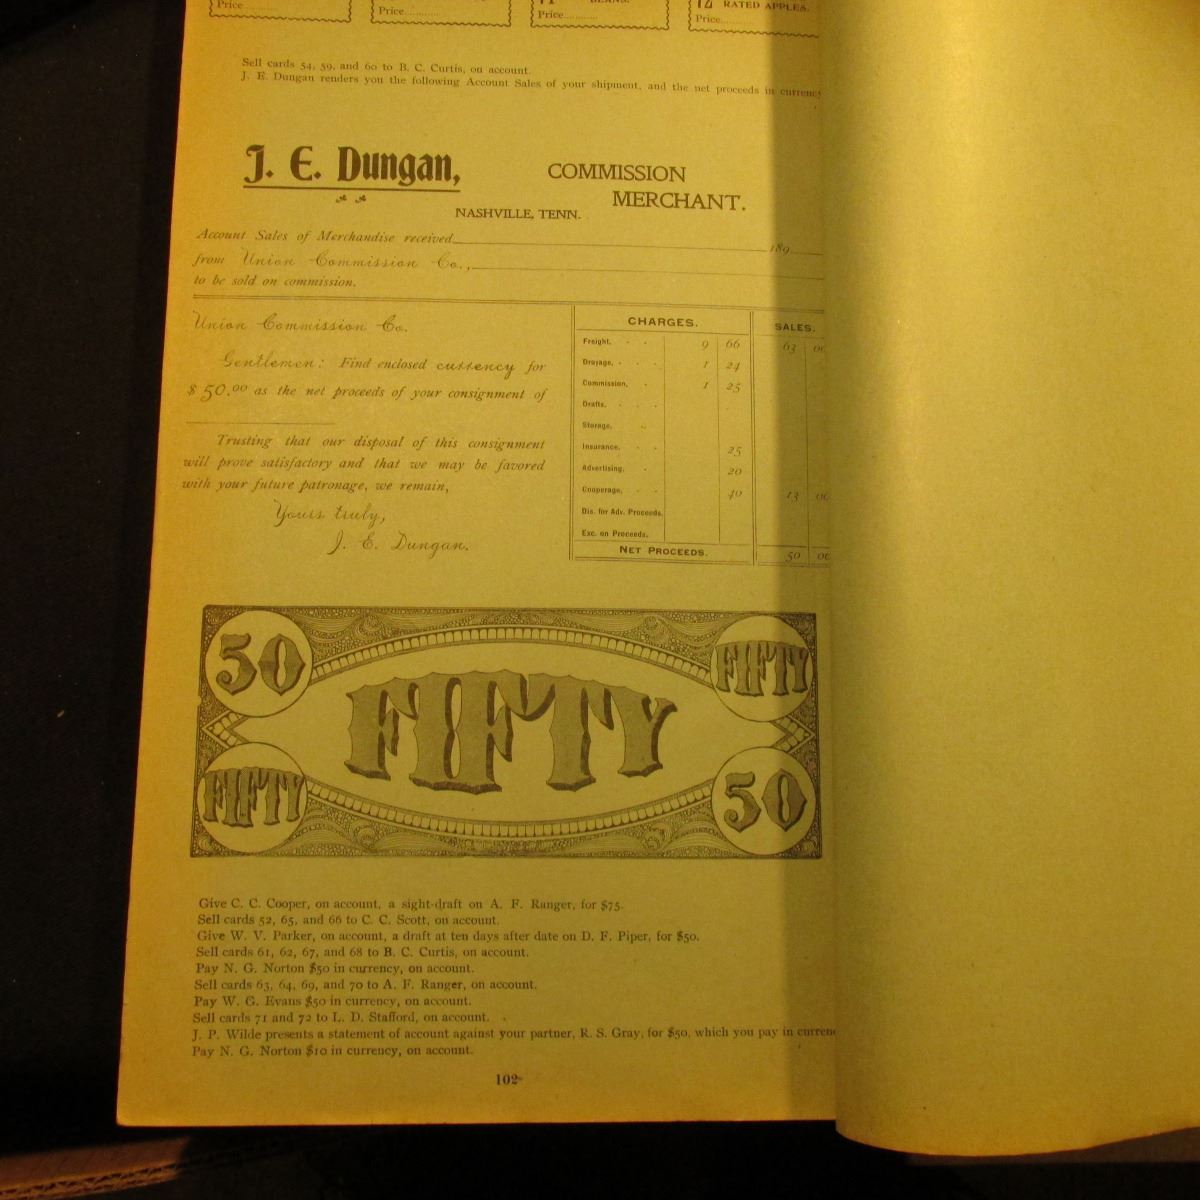 Price............
Price............
Price............
BEANS.
RATED APPLES.
Price............
Sell cards 54, 59, and 60 to B. C. Curtis, on account.
J. E. Dungan renders you the following Account Sales of your shipment, and the net proceeds in
J. E. Dungan,
COMMISSION
MERCHANT.
NASHVILLE, TENN.
Account Sales of Merchandise received 189
from Union Commission Co.,
to be sold on commission.
Union Commission Co.
Gentlemen: Find enclosed currency for
$50.00 as the net proceeds of your consignment of
Trusting that our disposal of this consignment
will prove satisfactory and that we may be favored
with your future patronage, we remain,
Yours truly,
J. E. Dungan.
CHARGES. SALES.
Freight, 9 66 63 00
Drayage, 1 24
Commission, 1 25
Drafts,
Storage,
Insurance, 25
Advertising, 20
Cooperage, 40 13 00
Dis. for Adv. Proceeds,
Exc. on Proceeds,
NET PROCEEDS. 50 00
50
FIFTY
FIFTY
FIFTY
50
Give C. C. Cooper, on account, a sight-draft on A. F. Ranger, for $75.
Sell cards 52, 65, and 66 to C. C. Scott, on account.
Give W. V. Parker, on account, a draft at ten days after date on D. F. Piper, for $50.
Sell cards 61, 62, 67, and 68 to B. C. Curtis, on account.
Pay N. G. Norton $50 in currency, on account.
Sell cards 63, 64, 69, and 70 to A. F. Ranger, on account.
Pay W. G. Evans $50 in currency, on account.
Sell cards 71 and 72 to L. D. Stafford, on account.
J. P. Wilde presents a statement of account against your partner, R. S. Gray, for $50, which you pay in
Pay N. G. Norton $10 in currency, on account.
102